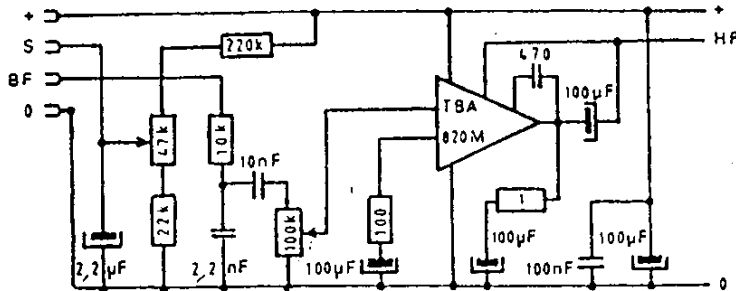 +
+
S
220k
HP
BF
470
0
100µF
TBA
820M
47k
10k
10nF
22k
100k
100
1
2,2µF
2,2nF
100µF
100µF
100nF
100µF
0